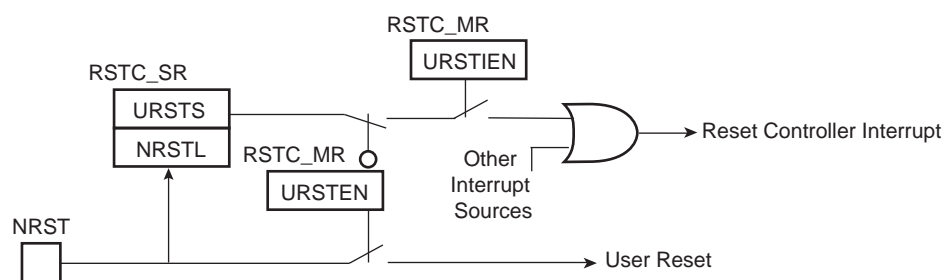 RSTC_MR
URSTIEN
RSTC_SR
URSTS
NRSTL
Reset Controller Interrupt
RSTC_MR
URSTEN
Other
Interrupt
Sources
NRST
User Reset